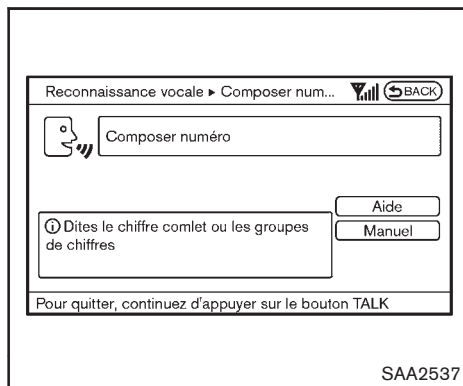 Reconnaissance vocale ▸ Composer num... BACK
Composer numéro
Aide
ⓘ Dites le chiffre comlet ou les groupes
de chiffres
Manuel
Pour quitter, continuez d'appuyer sur le bouton TALK
SAA2537